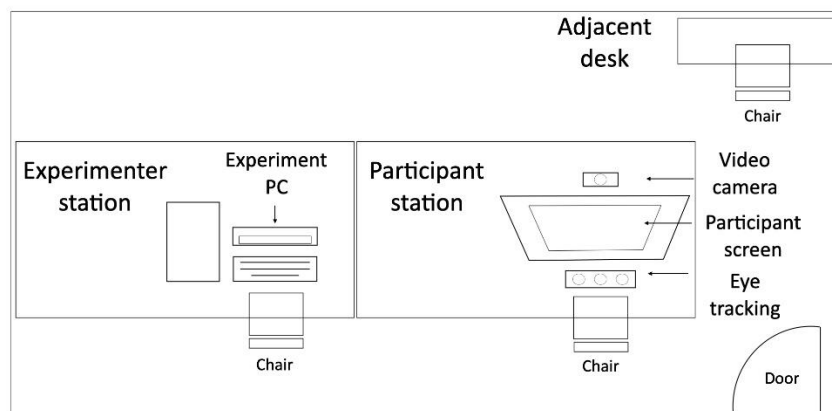 Adjacent
desk
Chair
Experimenter
station
Experiment
PC
Chair
Participant
station
Chair
Video
camera
Participant
screen
Eye
tracking
Door